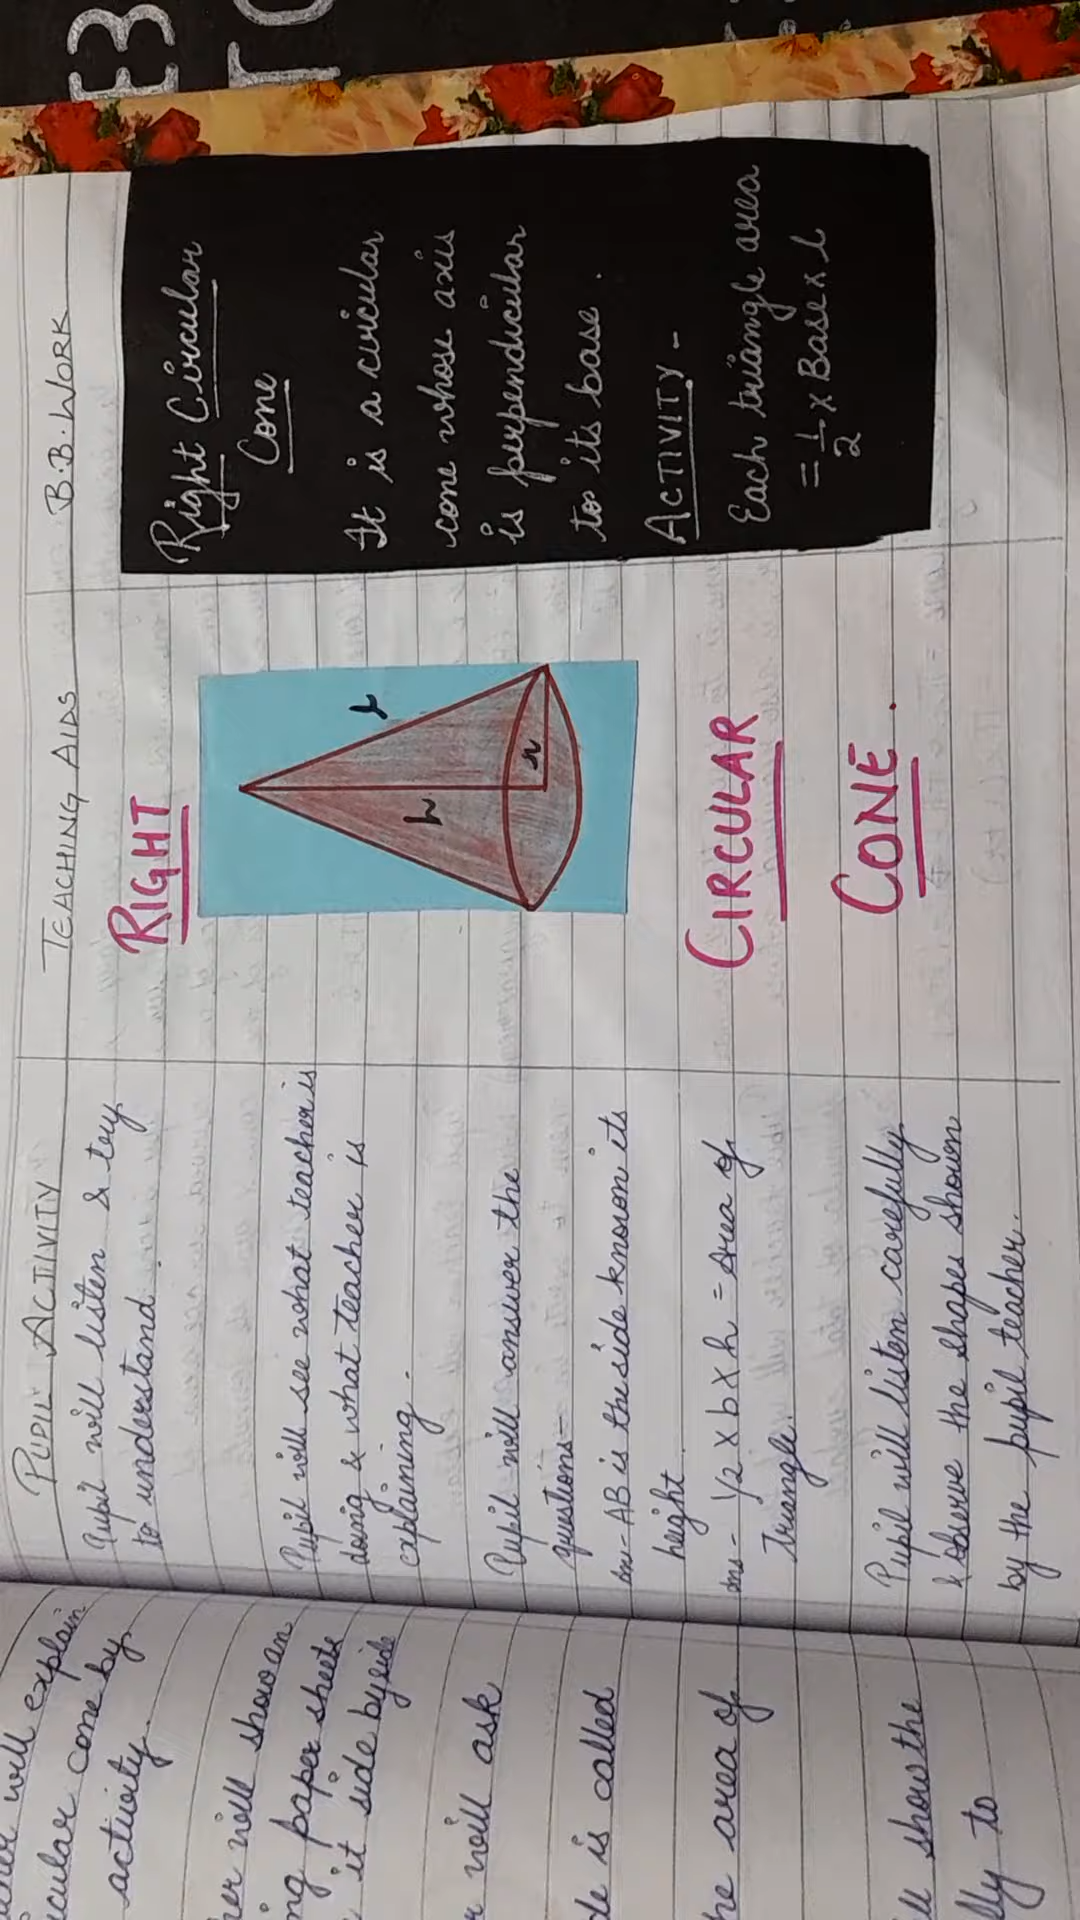 PUPIL ACTIVITY
Pupil will listen & try
to understand.
Pupil will see what teacher is
doing & what teacher is
explaining.
Pupil will answer the
questions-
Ans- AB is the side known its
height.
Ans- 1/2 x b x h = Area of
Triangle.
Pupil will listen carefully
& observe the shapes shown
by the pupil teacher.
TEACHING AIDS
RIGHT
h
l
r
CIRCULAR
CONE.
B.B.WORK
Right Circular
Cone
It is a circular
cone whose axis
is perpendicular
to its base.
ACTIVITY-
Each triangle area
= 1/2 x Base x l
will explain
cone by
activity.
will show an
paper sheets
it side by side
will ask
is called
area of
show the
to